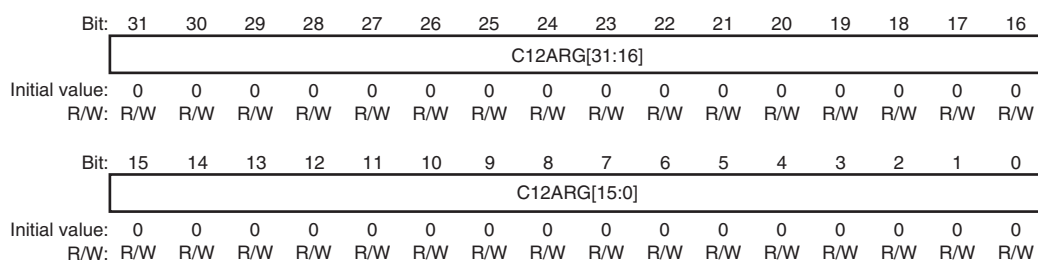 Bit: 31 30 29 28 27 26 25 24 23 22 21 20 19 18 17 16
C12ARG[31:16]
Initial value: 0 0 0 0 0 0 0 0 0 0 0 0 0 0 0 0
R/W: R/W R/W R/W R/W R/W R/W R/W R/W R/W R/W R/W R/W R/W R/W R/W R/W
Bit: 15 14 13 12 11 10 9 8 7 6 5 4 3 2 1 0
C12ARG[15:0]
Initial value: 0 0 0 0 0 0 0 0 0 0 0 0 0 0 0 0
R/W: R/W R/W R/W R/W R/W R/W R/W R/W R/W R/W R/W R/W R/W R/W R/W R/W